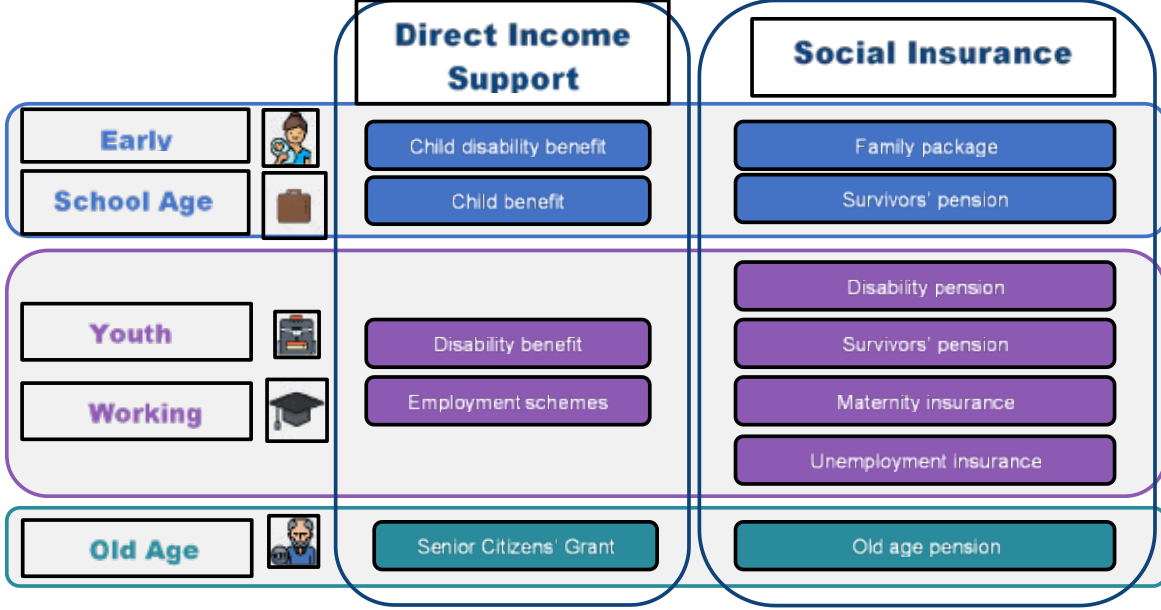 Direct Income
Support
Social Insurance
Early
School Age
Child disability benefit
Child benefit
Family package
Survivors' pension
Youth
Working
Disability benefit
Employment schemes
Disability pension
Survivors' pension
Maternity insurance
Unemployment insurance
Old Age
Senior Citizens' Grant
Old age pension